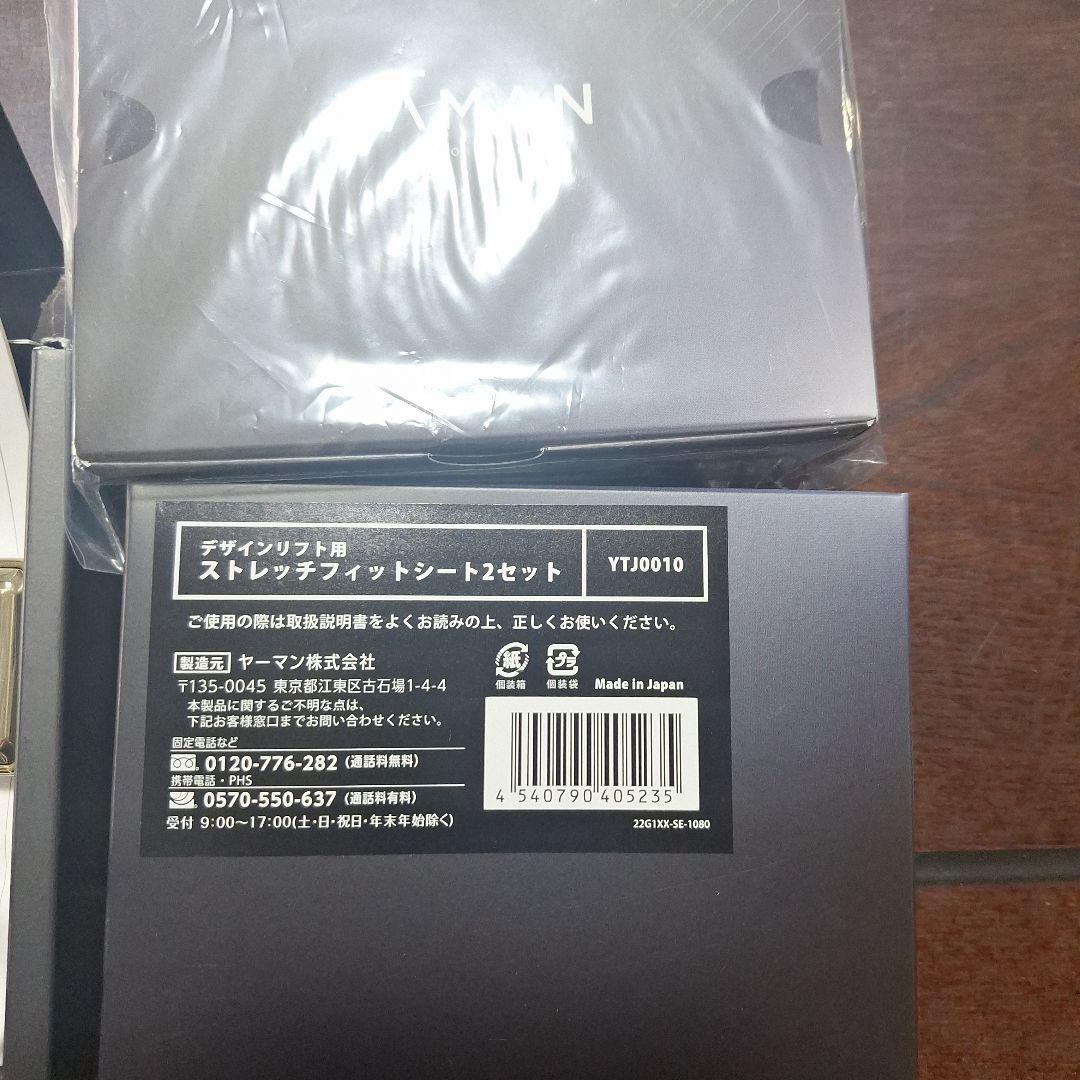 ĀMAN
デザインリフト用
ストレッチフィットシート2セット
YTJ0010
ご使用の際は取扱説明書をよくお読みの上、正しくお使いください。
製造元 ヤーマン株式会社
〒135-0045 東京都江東区古石場1-4-4
本製品に関するご不明な点は、
下記お客様窓口までお問い合わせください。
固定電話など
0120-776-282 (通話料無料)
携帯電話・PHS
0570-550-637 (通話料有料)
受付 9:00～17:00(土・日・祝日・年末年始除く)
紙 プラ
個装箱 個装袋 Made in Japan
4 540790 405235
22G1XX-SE-1080